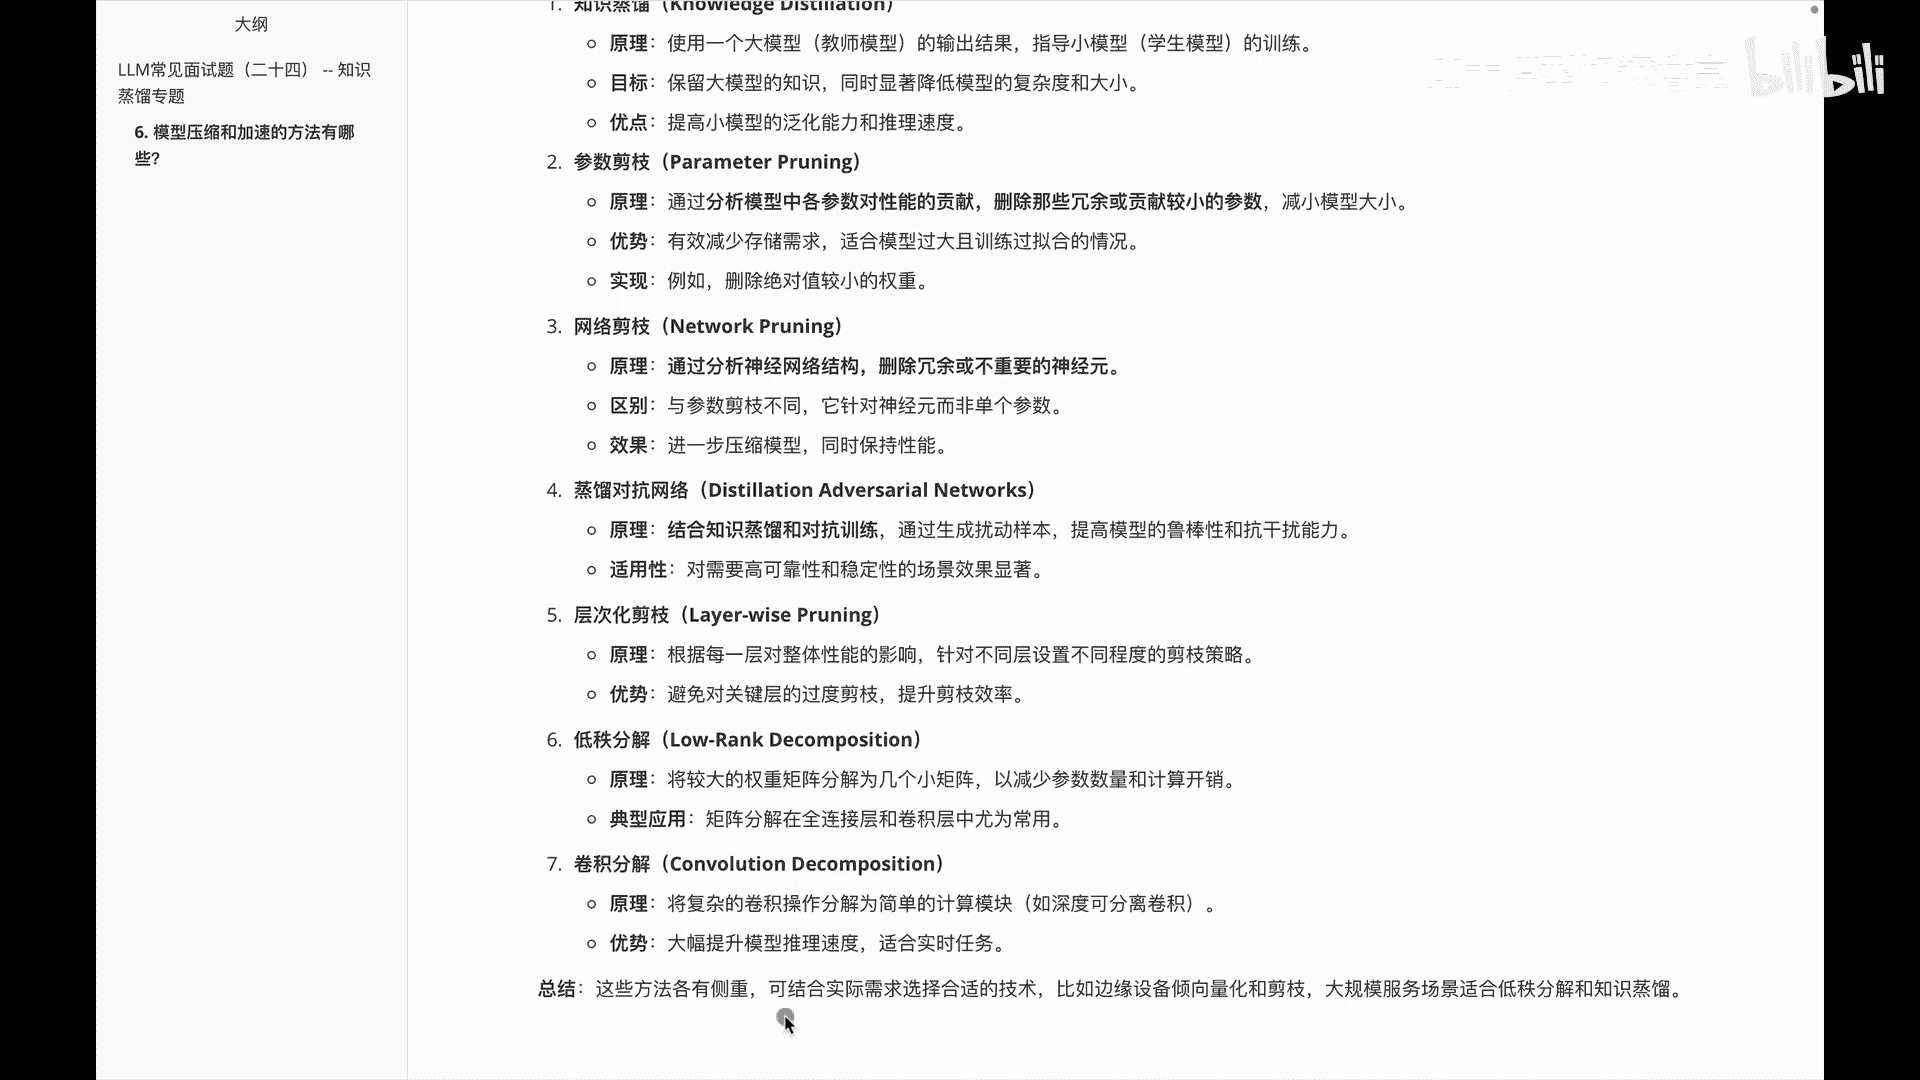 大纲
LLM常见面试题（二十四） -- 知识
蒸馏专题
6. 模型压缩和加速的方法有哪
些？
1. 知识蒸馏（Knowledge Distillation）
原理：使用一个大模型（教师模型）的输出结果，指导小模型（学生模型）的训练。
目标：保留大模型的知识，同时显著降低模型的复杂度和大小。
优点：提高小模型的泛化能力和推理速度。
2. 参数剪枝（Parameter Pruning）
原理：通过分析模型中各参数对性能的贡献，删除那些冗余或贡献较小的参数，减小模型大小。
优势：有效减少存储需求，适合模型过大且训练过拟合的情况。
实现：例如，删除绝对值较小的权重。
3. 网络剪枝（Network Pruning）
原理：通过分析神经网络结构，删除冗余或不重要的神经元。
区别：与参数剪枝不同，它针对神经元而非单个参数。
效果：进一步压缩模型，同时保持性能。
4. 蒸馏对抗网络（Distillation Adversarial Networks）
原理：结合知识蒸馏和对抗训练，通过生成扰动样本，提高模型的鲁棒性和抗干扰能力。
适用性：对需要高可靠性和稳定性的场景效果显著。
5. 层次化剪枝（Layer-wise Pruning）
原理：根据每一层对整体性能的影响，针对不同层设置不同程度的剪枝策略。
优势：避免对关键层的过度剪枝，提升剪枝效率。
6. 低秩分解（Low-Rank Decomposition）
原理：将较大的权重矩阵分解为几个小矩阵，以减少参数数量和计算开销。
典型应用：矩阵分解在全连接层和卷积层中尤为常用。
7. 卷积分解（Convolution Decomposition）
原理：将复杂的卷积操作分解为简单的计算模块（如深度可分离卷积）。
优势：大幅提升模型推理速度，适合实时任务。
总结：这些方法各有侧重，可结合实际需求选择合适的技术，比如边缘设备倾向量化和剪枝，大规模服务场景适合低秩分解和知识蒸馏。
bilibili